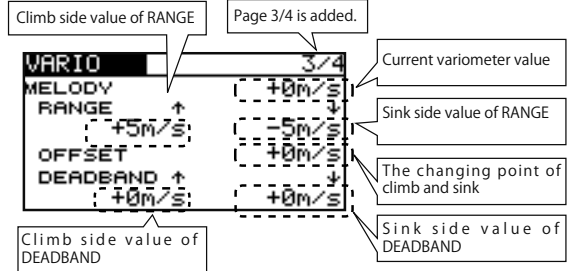 Climb side value of RANGE
Page 3/4 is added.
VARIO 3/4
Current variometer value
MELODY +0m/s
RANGE ↑ ↓
Sink side value of RANGE
+5m/s -5m/s
OFFSET +0m/s
The changing point of
climb and sink
DEADBAND ↑ ↓
+0m/s +0m/s
Climb side value of
DEADBAND
Sink side value of
DEADBAND